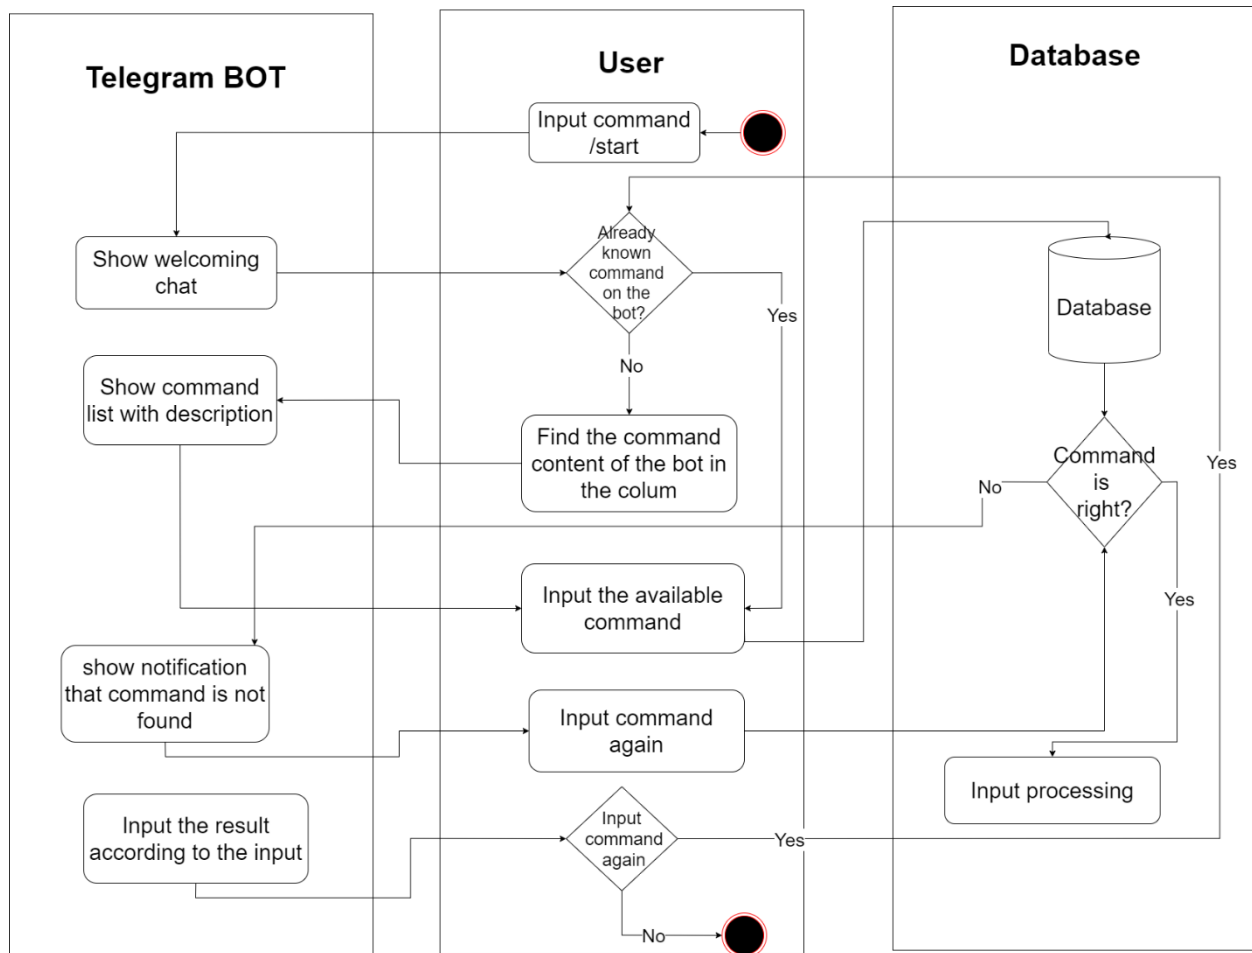 Telegram BOT
User
Database
Input command
/start
Show welcoming
chat
Already
known
command
on the
bot?
Yes
Database
No
Show command
list with description
Find the command
content of the bot in
the colum
Command
is
right?
No
Yes
Yes
Input the available
command
show notification
that command is not
found
Input command
again
Input processing
Input the result
according to the input
Input
command
again
Yes
No